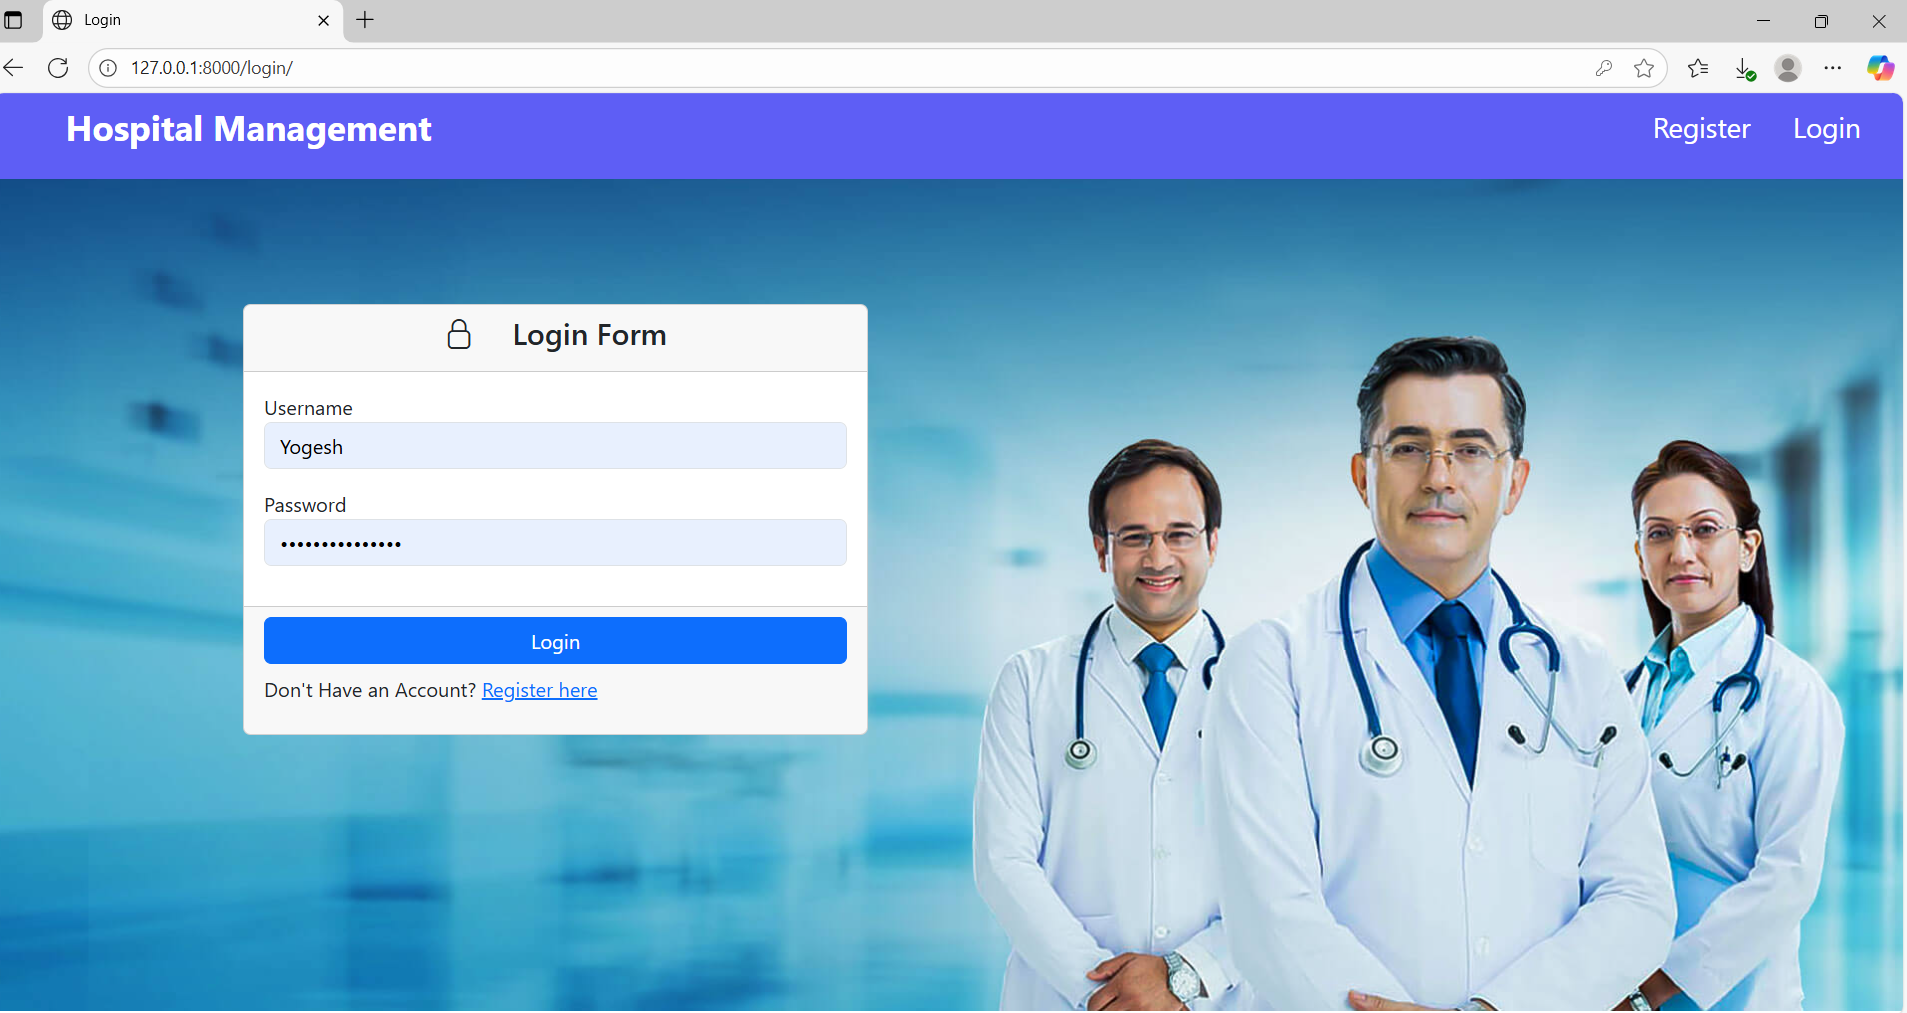 Login
127.0.0.1:8000/login/
Hospital Management
Register
Login
Login Form
Username
Yogesh
Password
•••••••••••••••
Login
Don't Have an Account? Register here